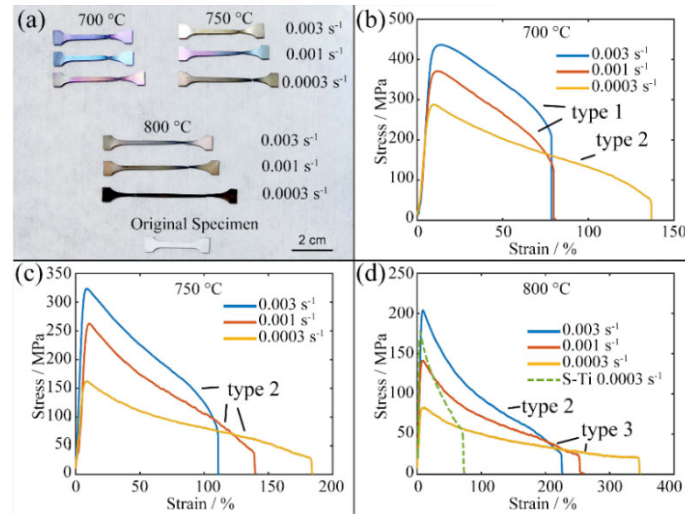 (a)
700 °C
750 °C
0.003 s⁻¹
0.001 s⁻¹
0.0003 s⁻¹
800 °C
0.003 s⁻¹
0.001 s⁻¹
0.0003 s⁻¹
Original Specimen
2 cm
(b)
700 °C
500
400
300
200
100
0
0.003 s⁻¹
0.001 s⁻¹
0.0003 s⁻¹
type 1
type 2
0 50 100 150
Stress / MPa
Strain / %
(c)
750 °C
350
300
250
200
150
100
50
0
0.003 s⁻¹
0.001 s⁻¹
0.0003 s⁻¹
type 2
0 50 100 150 200
Stress / MPa
Strain / %
(d)
800 °C
250
200
150
100
50
0
0.003 s⁻¹
0.001 s⁻¹
0.0003 s⁻¹
S-Ti 0.0003 s⁻¹
type 2
type 3
0 100 200 300 400
Stress / MPa
Strain / %